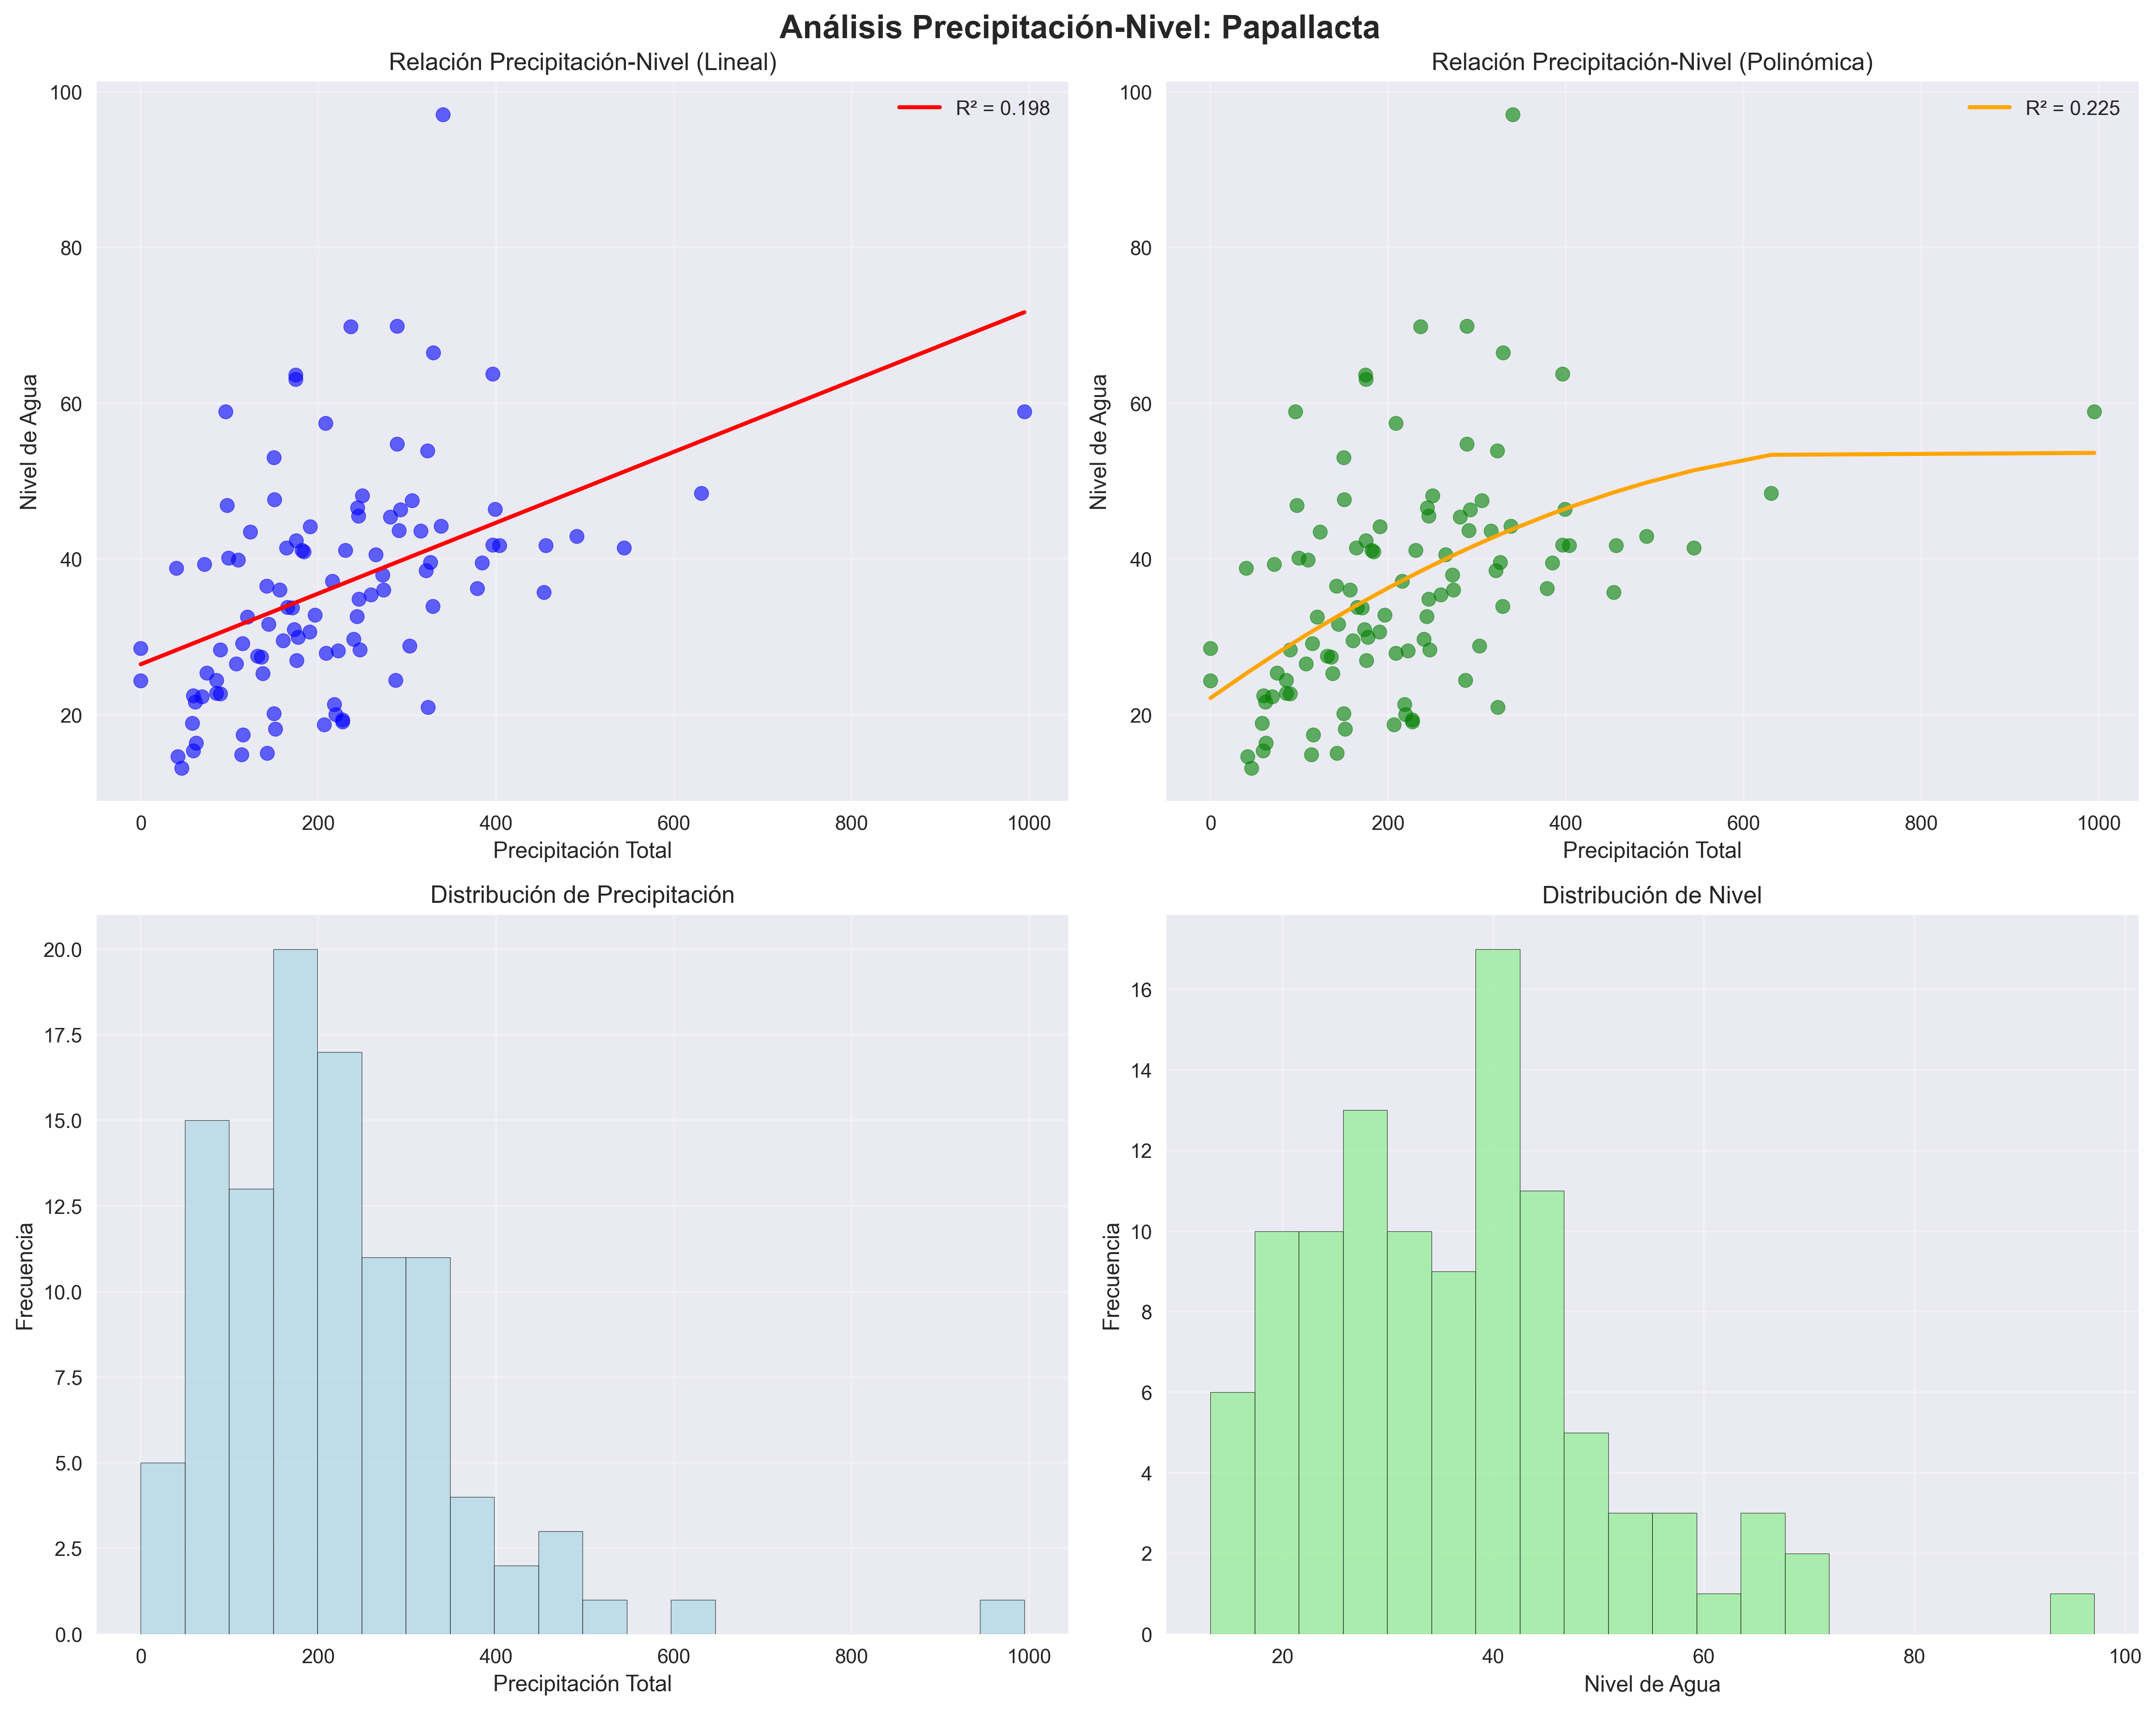 Análisis Precipitación-Nivel: Papallacta
Relación Precipitación-Nivel (Lineal)
100
80
60
40
20
Nivel de Agua
R² = 0.198
0 200 400 600 800 1000
Precipitación Total
Relación Precipitación-Nivel (Polinómica)
100
80
60
40
20
Nivel de Agua
R² = 0.225
0 200 400 600 800 1000
Precipitación Total
Distribución de Precipitación
20.0
17.5
15.0
12.5
10.0
7.5
5.0
2.5
0.0
Frecuencia
0 200 400 600 800 1000
Precipitación Total
Distribución de Nivel
16
14
12
10
8
6
4
2
0
Frecuencia
20 40 60 80 100
Nivel de Agua